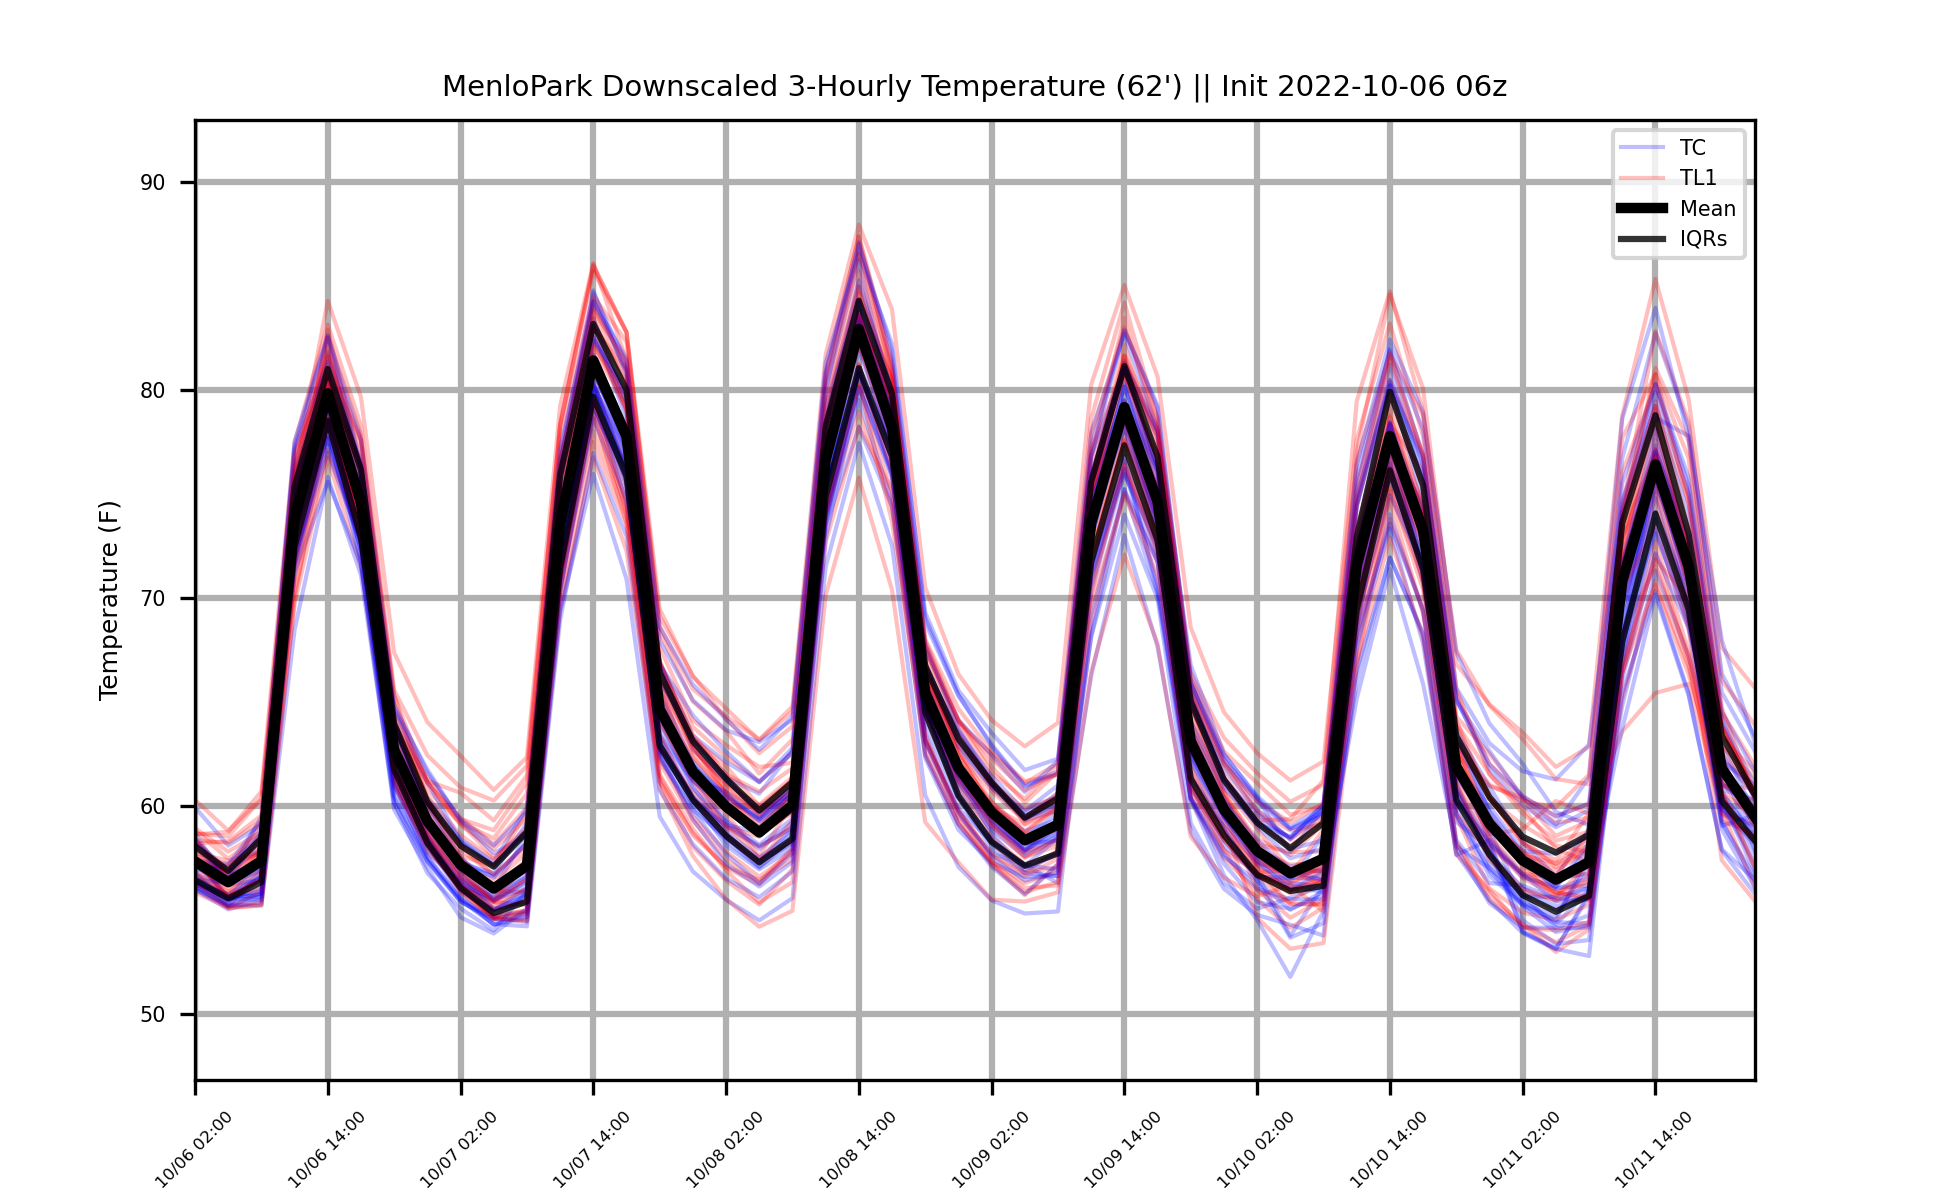 MenloPark Downscaled 3-Hourly Temperature (62') || Init 2022-10-06 06z
TC
TL1
Mean
IQRs
Temperature (F)
90
80
70
60
50
10/06 02:00
10/06 14:00
10/07 02:00
10/07 14:00
10/08 02:00
10/08 14:00
10/09 02:00
10/09 14:00
10/10 02:00
10/10 14:00
10/11 02:00
10/11 14:00